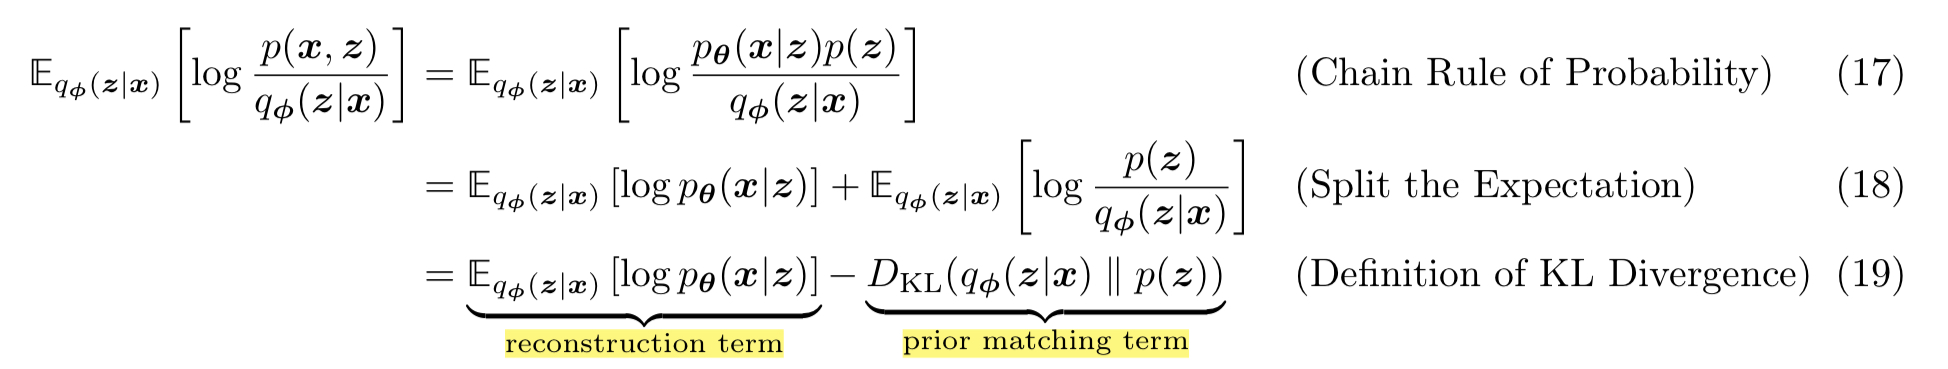 𝔼_{q_ϕ(z|x)} [log p(x, z) / q_ϕ(z|x)] = 𝔼_{q_ϕ(z|x)} [log p_θ(x|z)p(z) / q_ϕ(z|x)] (Chain Rule of Probability) (17)
= 𝔼_{q_ϕ(z|x)} [log p_θ(x|z)] + 𝔼_{q_ϕ(z|x)} [log p(z) / q_ϕ(z|x)] (Split the Expectation) (18)
= 𝔼_{q_ϕ(z|x)} [log p_θ(x|z)] − D_{KL}(q_ϕ(z|x) ∥ p(z)) (Definition of KL Divergence) (19)
reconstruction term prior matching term